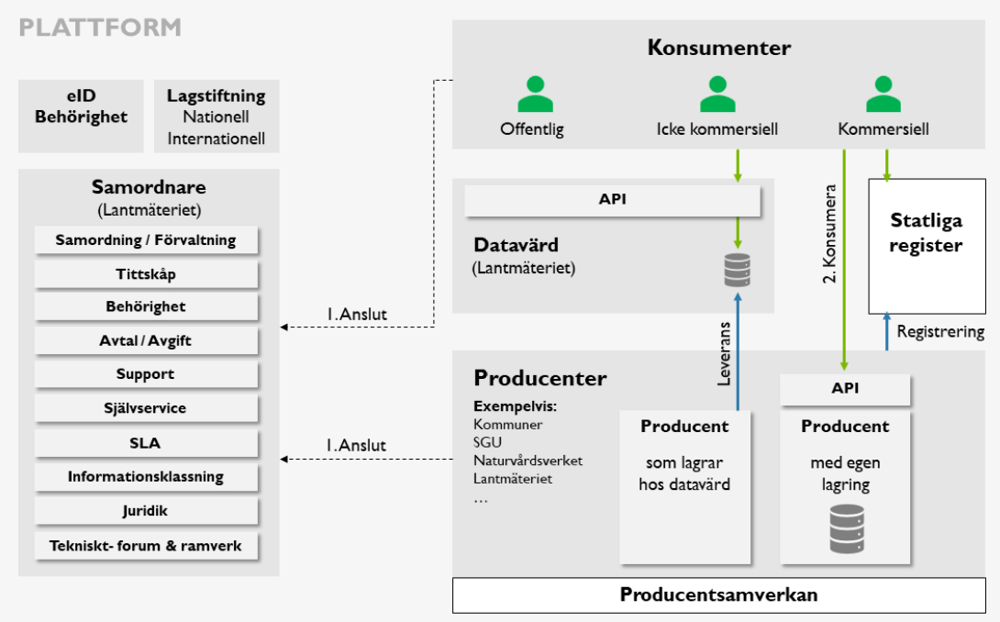 PLATTFORM
eID
Behörighet
Lagstiftning
Nationell
Internationell
Samordnare
(Lantmäteriet)
Samordning / Förvaltning
Tittskåp
Behörighet
Avtal / Avgift
Support
Självservice
SLA
Informationsklassning
Juridik
Tekniskt- forum & ramverk
1. Anslut
1. Anslut
Konsumenter
Offentlig
Icke kommersiell
Kommersiell
API
Datavärd
(Lantmäteriet)
2. Konsumera
Statliga
register
Leverans
Registrering
Producenter
Exempelvis:
Kommuner
SGU
Naturvårdsverket
Lantmäteriet
...
Producent
som lagrar
hos datavärd
API
Producent
med egen
lagring
Producentsamverkan